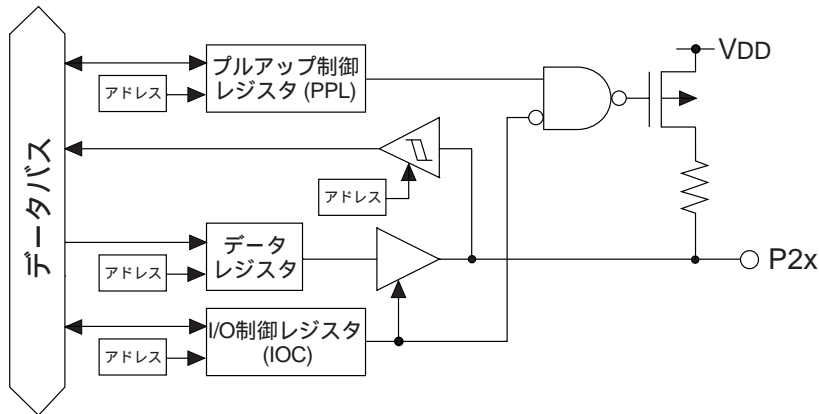 データバス
プルアップ制御
レジスタ (PPL)
アドレス
VDD
アドレス
データ
レジスタ
アドレス
P2x
I/O制御レジスタ
(IOC)
アドレス